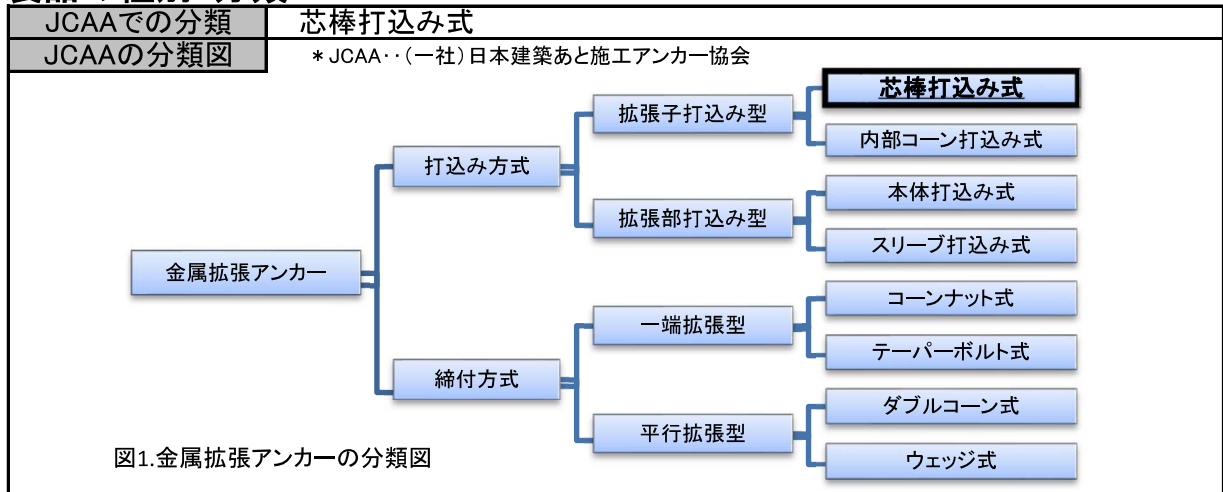 JCAAでの分類 芯棒打込み式
JCAAの分類図 *JCAA‥(一社)日本建築あと施工アンカー協会
芯棒打込み式
拡張子打込み型
内部コーン打込み式
打込み方式
本体打込み式
拡張部打込み型
スリーブ打込み式
金属拡張アンカー
コーンナット式
一端拡張型
テーパーボルト式
締付方式
ダブルコーン式
平行拡張型
ウェッジ式
図1.金属拡張アンカーの分類図